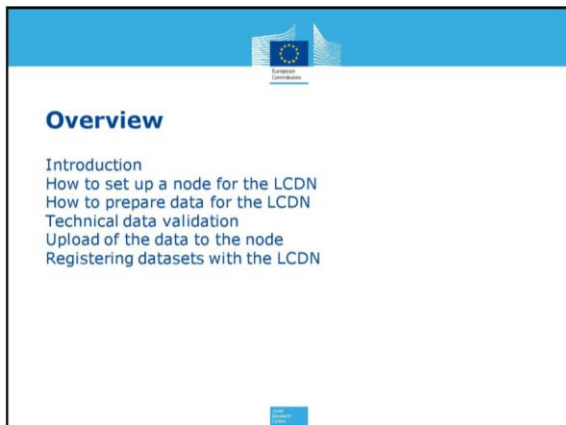 European
Commission
Overview
Introduction
How to set up a node for the LCDN
How to prepare data for the LCDN
Technical data validation
Upload of the data to the node
Registering datasets with the LCDN
Joint
Research
Centre